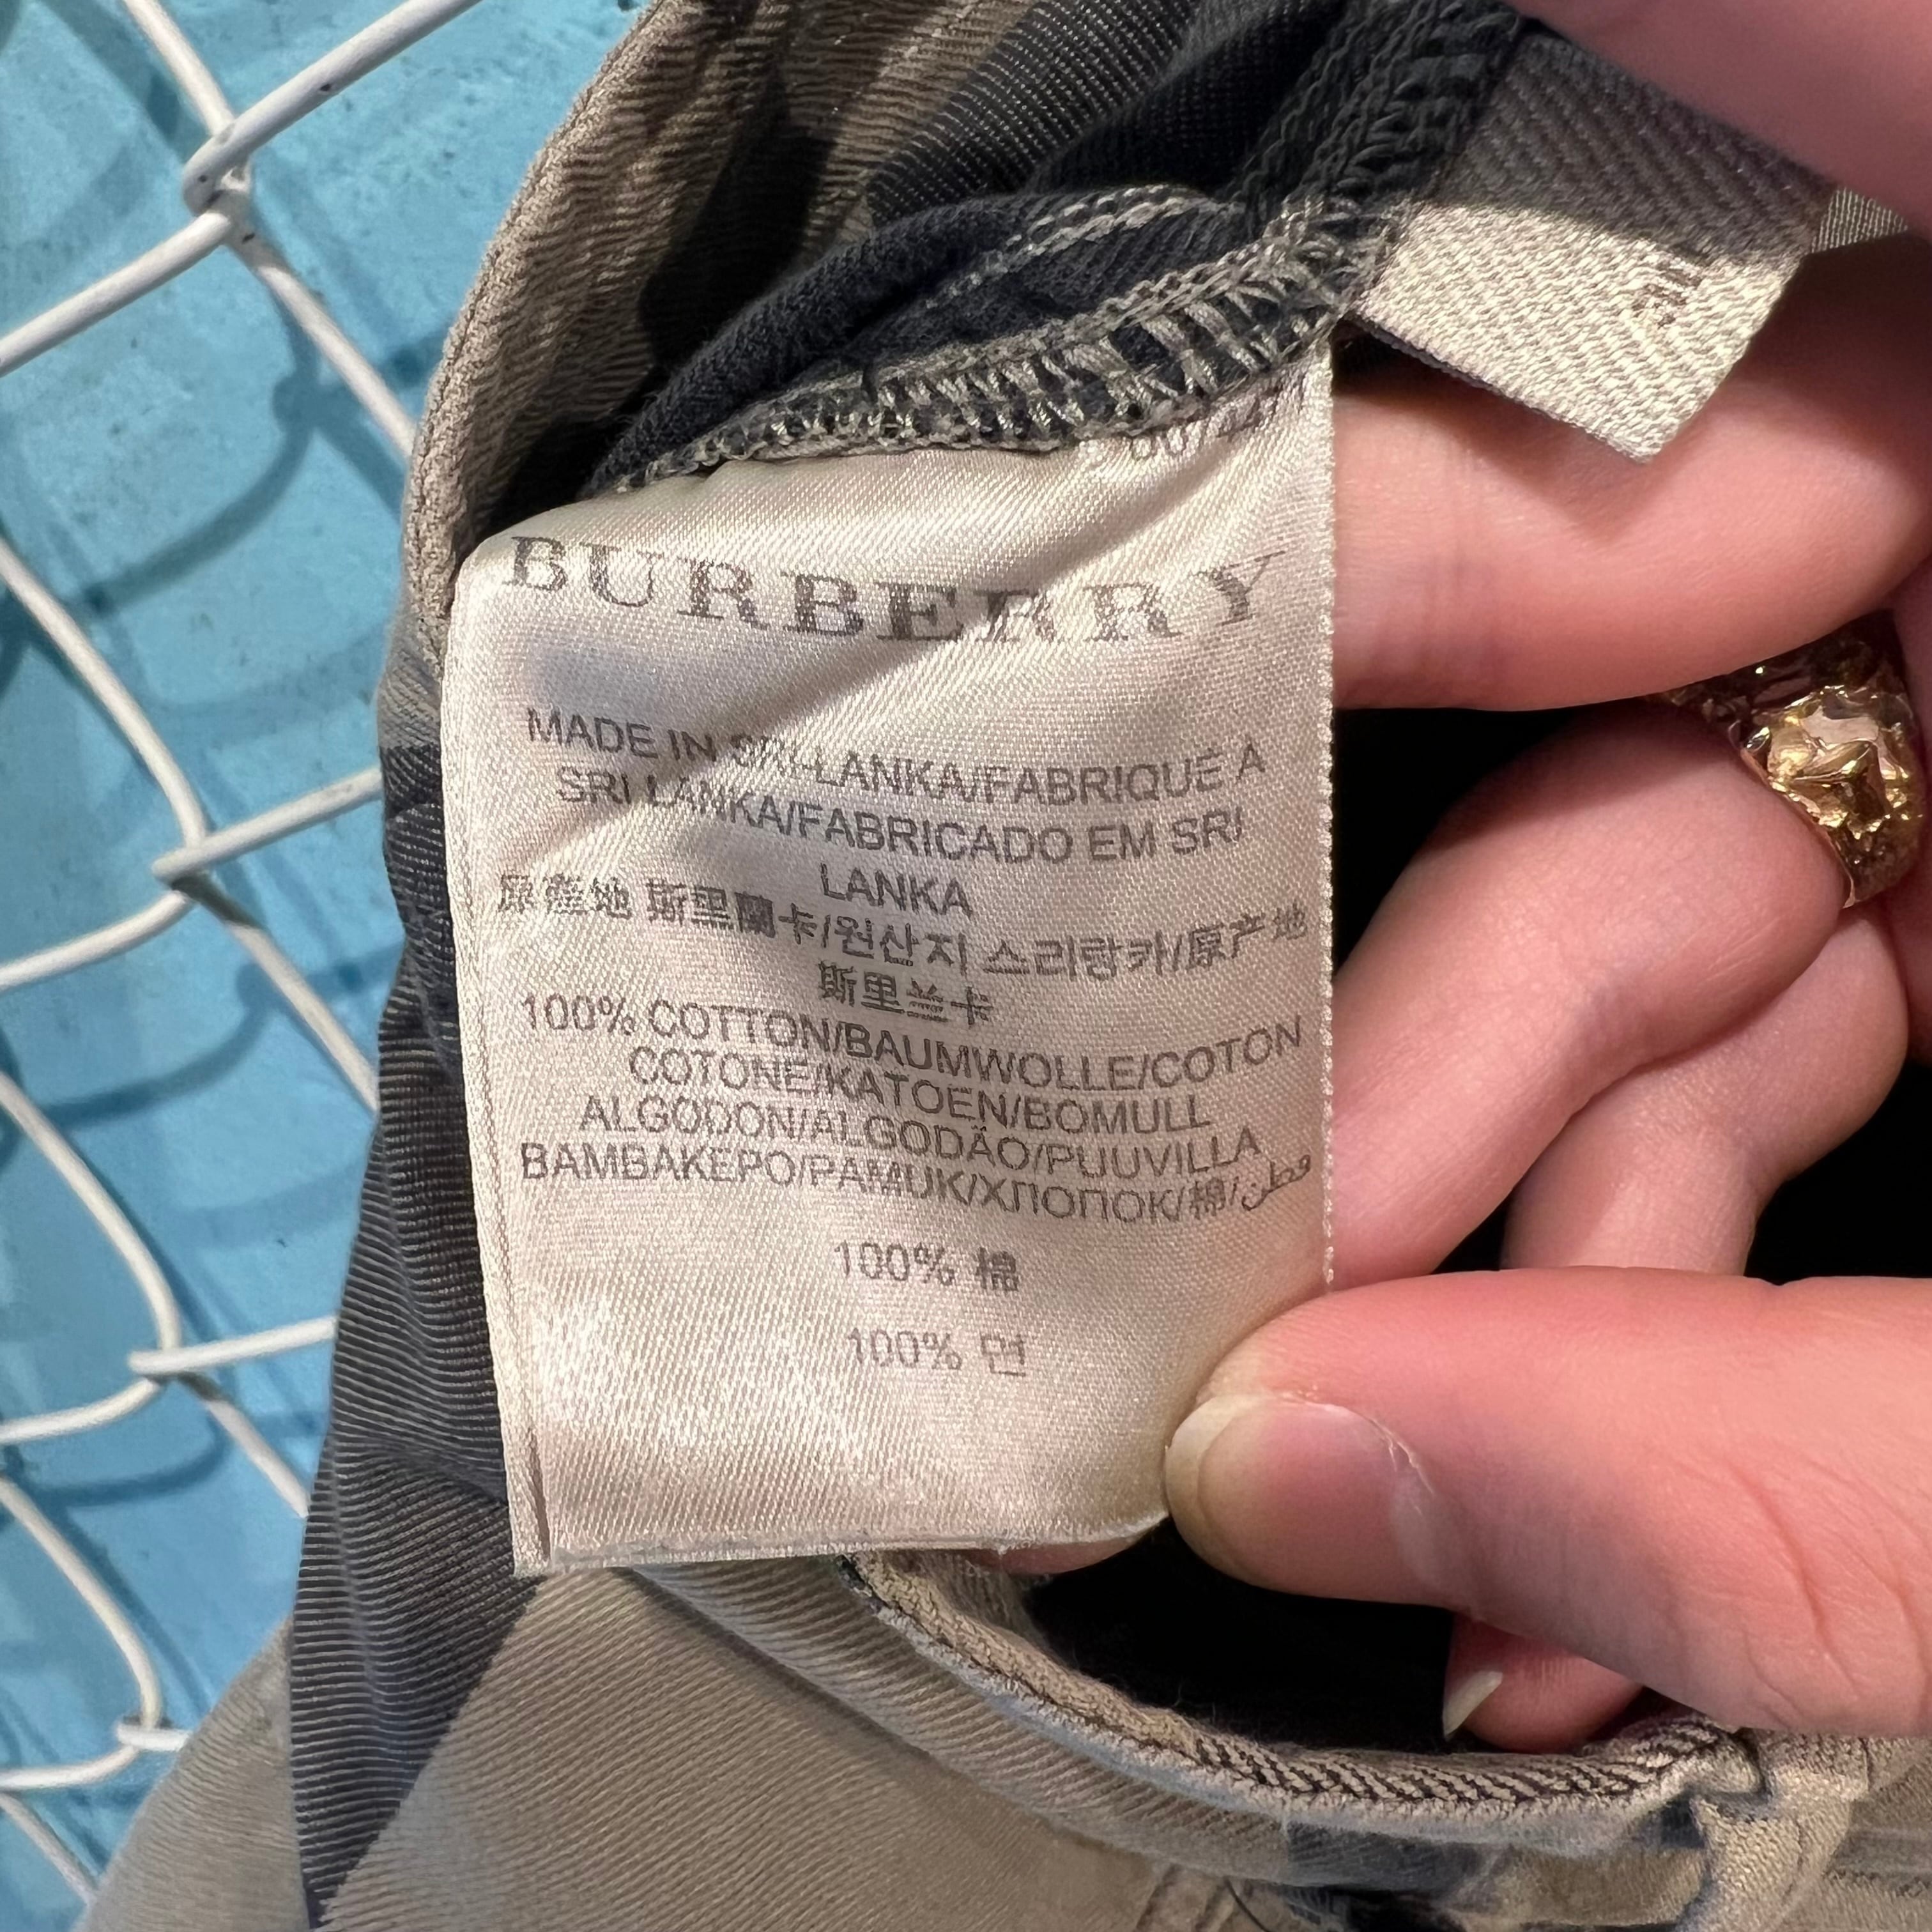 BURBERRY
MADE IN SRI LANKA/FABRIQUÉ À
SRI LANKA/FABRICADO EM SRI
LANKA
原產地 斯里蘭卡/원산지 스리랑카/原产地
斯里兰卡
100% COTTON/BAUMWOLLE/COTON
COTONE/KATOEN/BOMULL
ALGODON/ALGODÃO/PUUVILLA
ΒΑΜΒΑΚΕΡΟ/PAMUK/ХЛОПОК/棉/قطن
100% 棉
100% 면